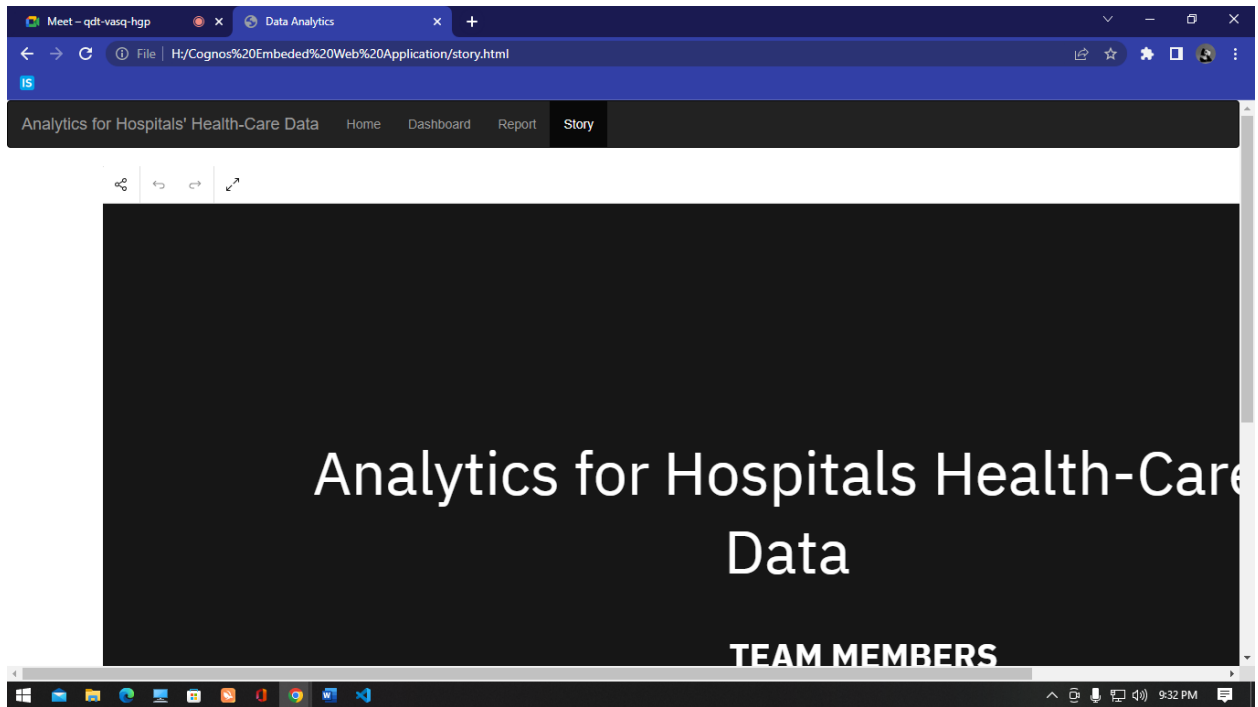 Meet – qdt-vasq-hgp
Data Analytics
File | H:/Cognos%20Embeded%20Web%20Application/story.html
IS
Analytics for Hospitals' Health-Care Data Home Dashboard Report Story
Analytics for Hospitals Health-Care
Data
TEAM MEMBERS
9:32 PM